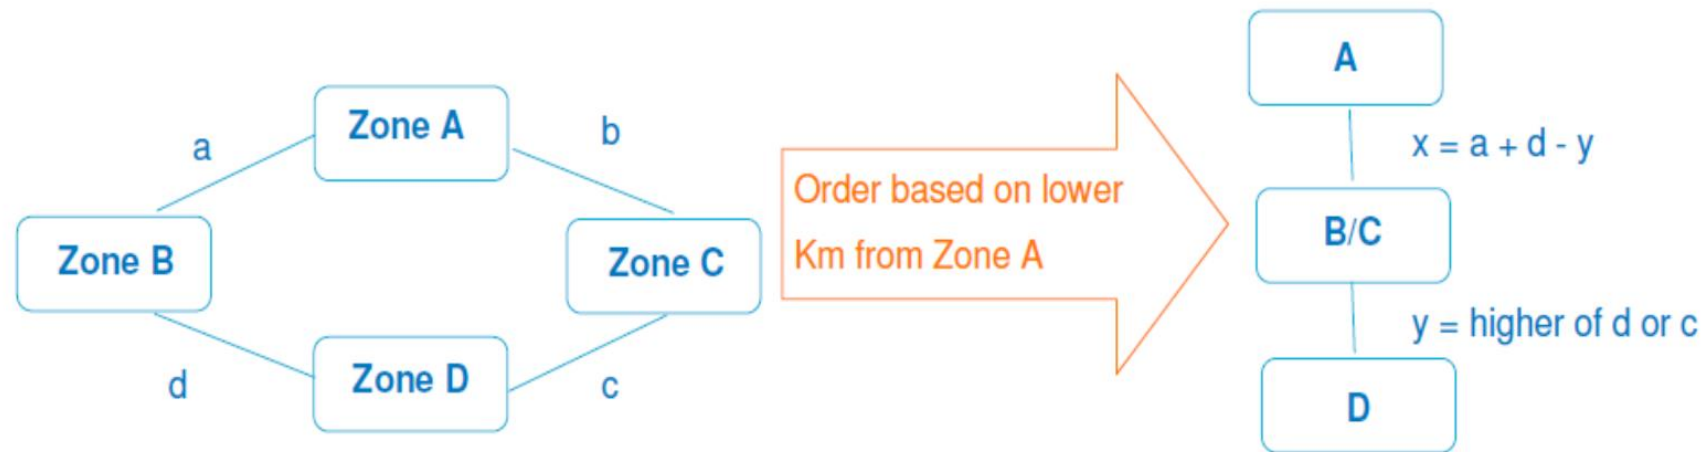 Zone A
a
b
Zone B
Zone C
d
Zone D
c
Order based on lower
Km from Zone A
A
x = a + d - y
B/C
y = higher of d or c
D